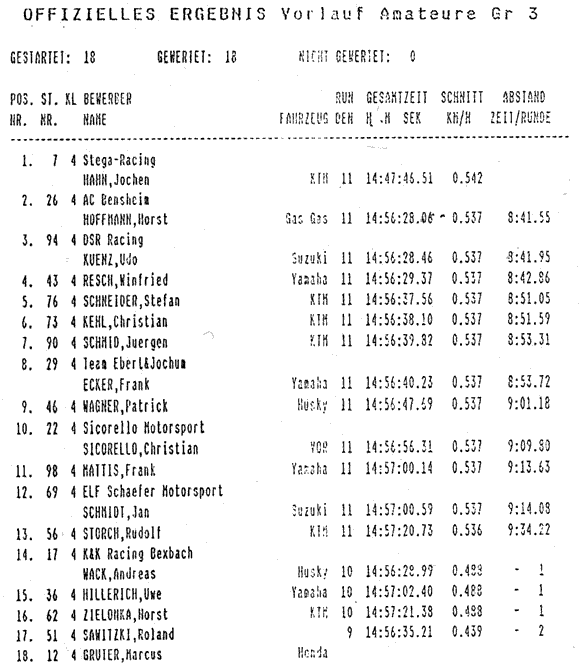 OFFIZIELLES ERGEBNIS Vorlauf Amateure Gr 3
GESTARTET: 18 GEWERTET: 18 NICHT GEWERTET: 0
POS. ST. KL BEWERBER RUN GESAMTZEIT SCHNITT ABSTAND
NR. NR. NAME FAHRZEUG DEN H .M SEK KM/H ZEIT/RUNDE
1. 7 4 Stega-Racing
HAHN,Jochen KTM 11 14:47:46.51 0.542
2. 26 4 AC Bensheim
HOFFMANN,Horst Gas Gas 11 14:56:28.06 0.537 8:41.55
3. 94 4 DSR Racing
KUENZ,Udo Suzuki 11 14:56:28.46 0.537 8:41.95
4. 43 4 RESCH,Winfried Yamaha 11 14:56:29.37 0.537 8:42.86
5. 76 4 SCHNEIDER,Stefan KTM 11 14:56:37.56 0.537 8:51.05
6. 73 4 KEHL,Christian KTM 11 14:56:38.10 0.537 8:51.59
7. 90 4 SCHMID,Juergen KTM 11 14:56:39.82 0.537 8:53.31
8. 29 4 Team Eberl&Jochum
ECKER,Frank Yamaha 11 14:56:40.23 0.537 8:53.72
9. 46 4 WAGNER,Patrick Husky 11 14:56:47.69 0.537 9:01.18
10. 22 4 Sicorello Motorsport
SICORELLO,Christian VOR 11 14:56:56.31 0.537 9:09.80
11. 98 4 MATTIS,Frank Yamaha 11 14:57:00.14 0.537 9:13.63
12. 69 4 ELF Schaefer Motorsport
SCHMIDT,Jan Suzuki 11 14:57:00.59 0.537 9:14.08
13. 56 4 STORCH,Rudolf KTM 11 14:57:20.73 0.536 9:34.22
14. 17 4 K&K Racing Bexbach
WACK,Andreas Husky 10 14:56:28.99 0.488 - 1
15. 36 4 HILLERICH,Uwe Yamaha 10 14:57:02.40 0.488 - 1
16. 62 4 ZIELONKA,Horst KTM 10 14:57:21.38 0.488 - 1
17. 51 4 SAWITZKI,Roland 9 14:56:35.21 0.439 - 2
18. 12 4 GRUTER,Marcus Honda